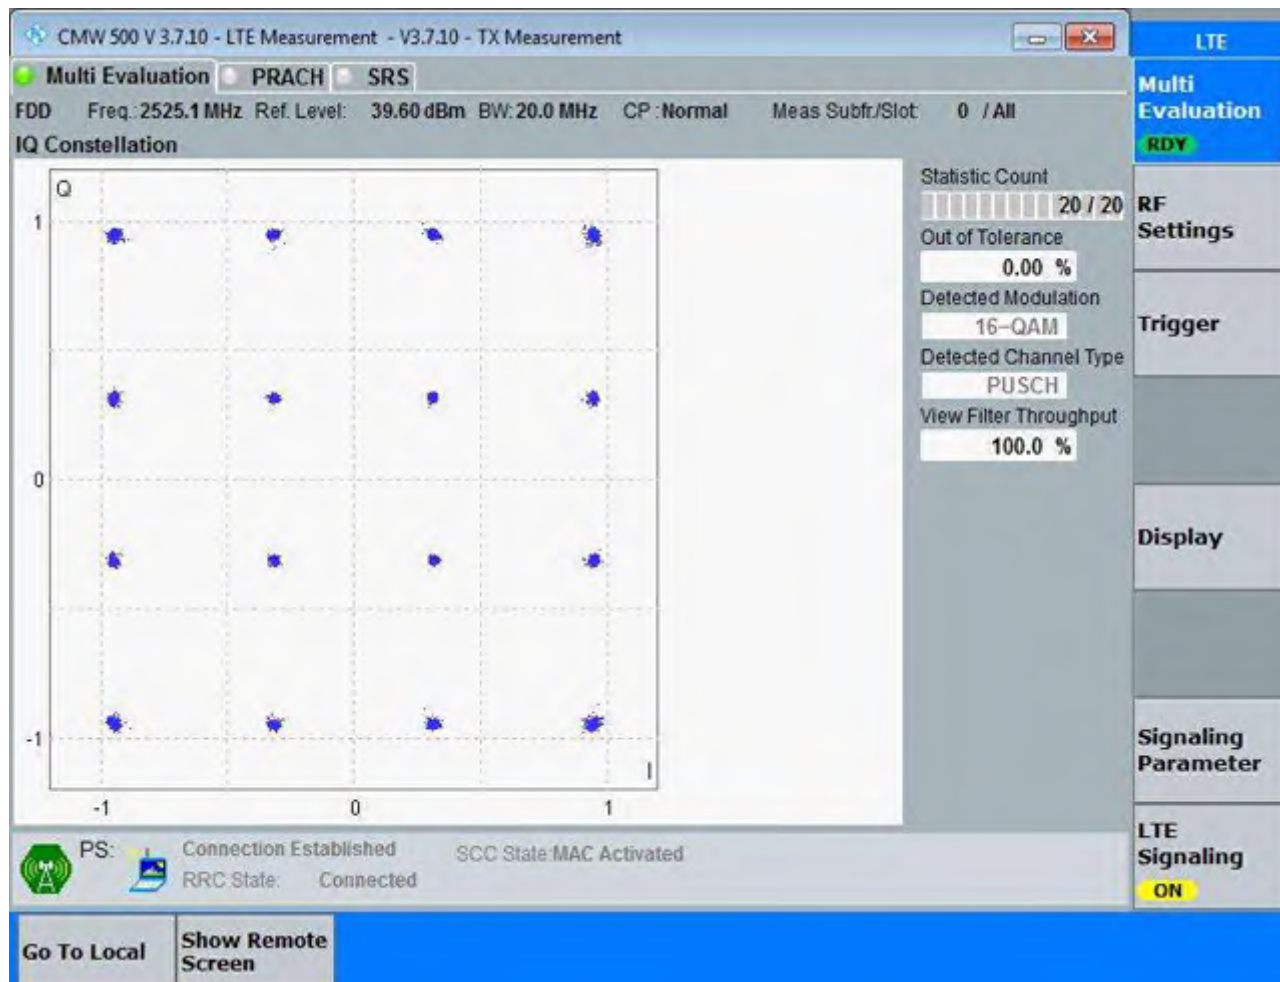 CMW 500 V 3.7.10 - LTE Measurement - V3.7.10 - TX Measurement
LTE
Multi Evaluation PRACH SRS
FDD Freq.:2525.1 MHz Ref. Level: 39.60 dBm BW:20.0 MHz CP :Normal Meas Subfr./Slot: 0 / All
IQ Constellation
Multi
Evaluation
RDY
Q
1
0
-1
-1 0 1
I
Statistic Count
20 / 20
Out of Tolerance
0.00 %
Detected Modulation
16-QAM
Detected Channel Type
PUSCH
View Filter Throughput
100.0 %
RF
Settings
Trigger
Display
Signaling
Parameter
LTE
Signaling
ON
PS: Connection Established SCC State:MAC Activated
RRC State: Connected
Go To Local
Show Remote
Screen